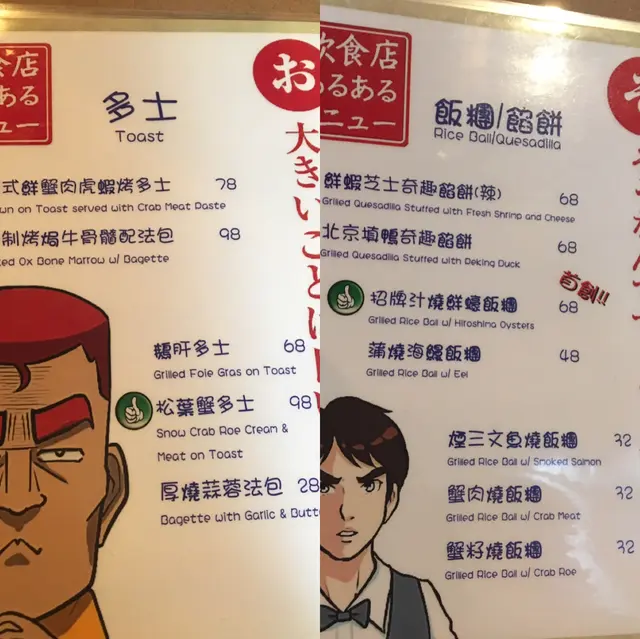 食店
ある
ュー
お
大きいことは
多士
Toast
式鮮蟹肉虎蝦烤多士 78
wn on Toast served with Crab Meat Paste
制烤焗牛骨髓配法包 98
ed Ox Bone Marrow w/ Bagette
鵝肝多士 68
Grilled Foie Gras on Toast
松葉蟹多士 98
Snow Crab Roe Cream &
Meat on Toast
厚燒蒜蓉法包 28
Bagette with Garlic & Butt
飲食店
あるある
ニュー
飯糰/餡餅
Rice Ball/Quesadilla
鮮蝦芝士奇趣餡餅(辣) 68
Grilled Quesadilla Stuffed with Fresh Shrimp and Cheese
北京填鴨奇趣餡餅 68
Grilled Quesadilla Stuffed with Peking Duck
首創!!
招牌汁燒鮮蠔飯糰 68
Grilled Rice Ball w/ Hiroshima Oysters
蒲燒海鰻飯糰 48
Grilled Rice Ball w/ Eel
煙三文魚燒飯糰 32
Grilled Rice Ball w/ Smoked Salmon
蟹肉燒飯糰 32
Grilled Rice Ball w/ Crab Meat
蟹籽燒飯糰 32
Grilled Rice Ball w/ Crab Roe